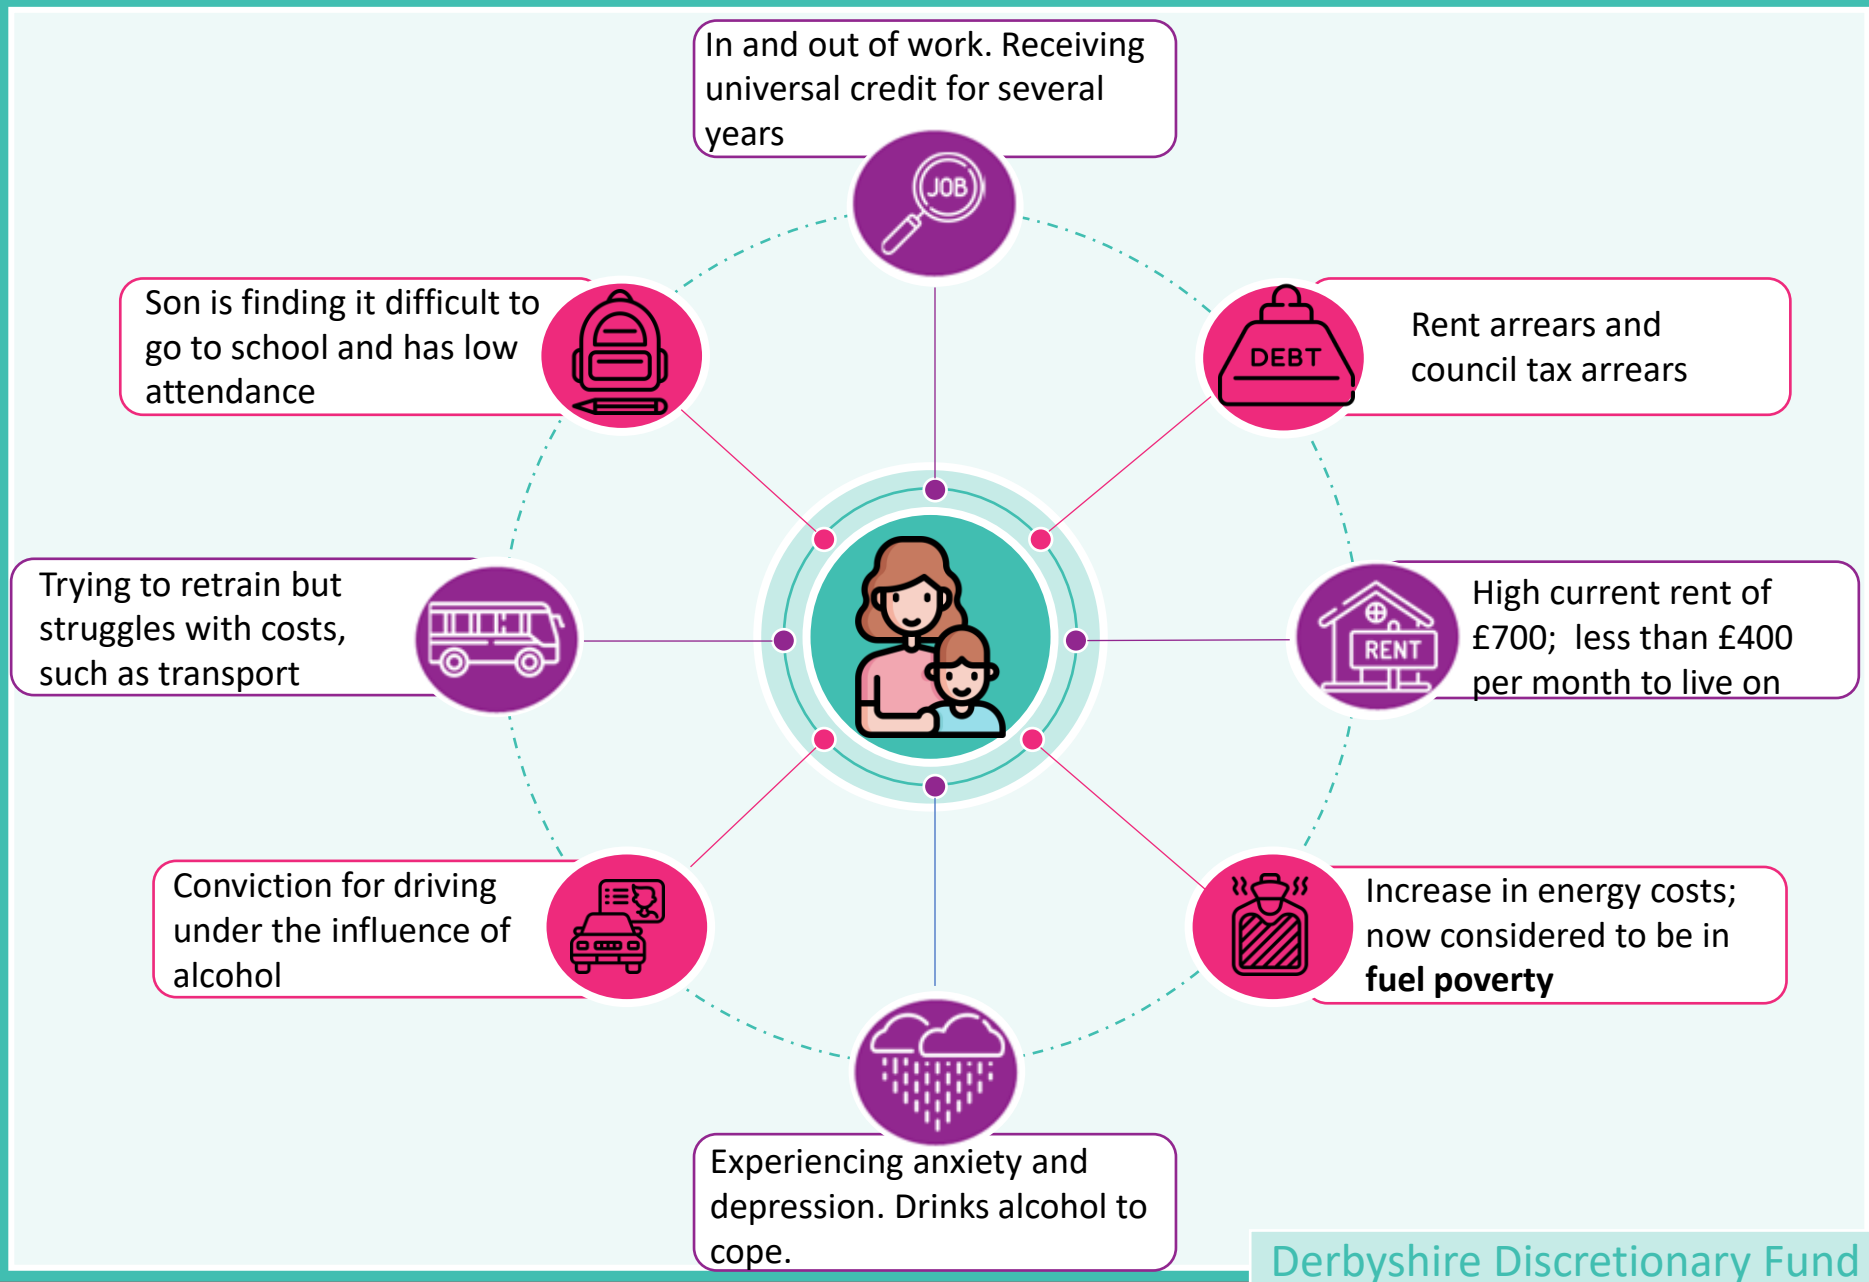 In and out of work. Receiving
universal credit for several
years
JOB
Son is finding it difficult to
go to school and has low
attendance
DEBT
Rent arrears and
council tax arrears
Trying to retrain but
struggles with costs,
such as transport
RENT
High current rent of
£700;  less than £400
per month to live on
Conviction for driving
under the influence of
alcohol
Increase in energy costs;
now considered to be in
fuel poverty
Experiencing anxiety and
depression. Drinks alcohol to
cope.
Derbyshire Discretionary Fund